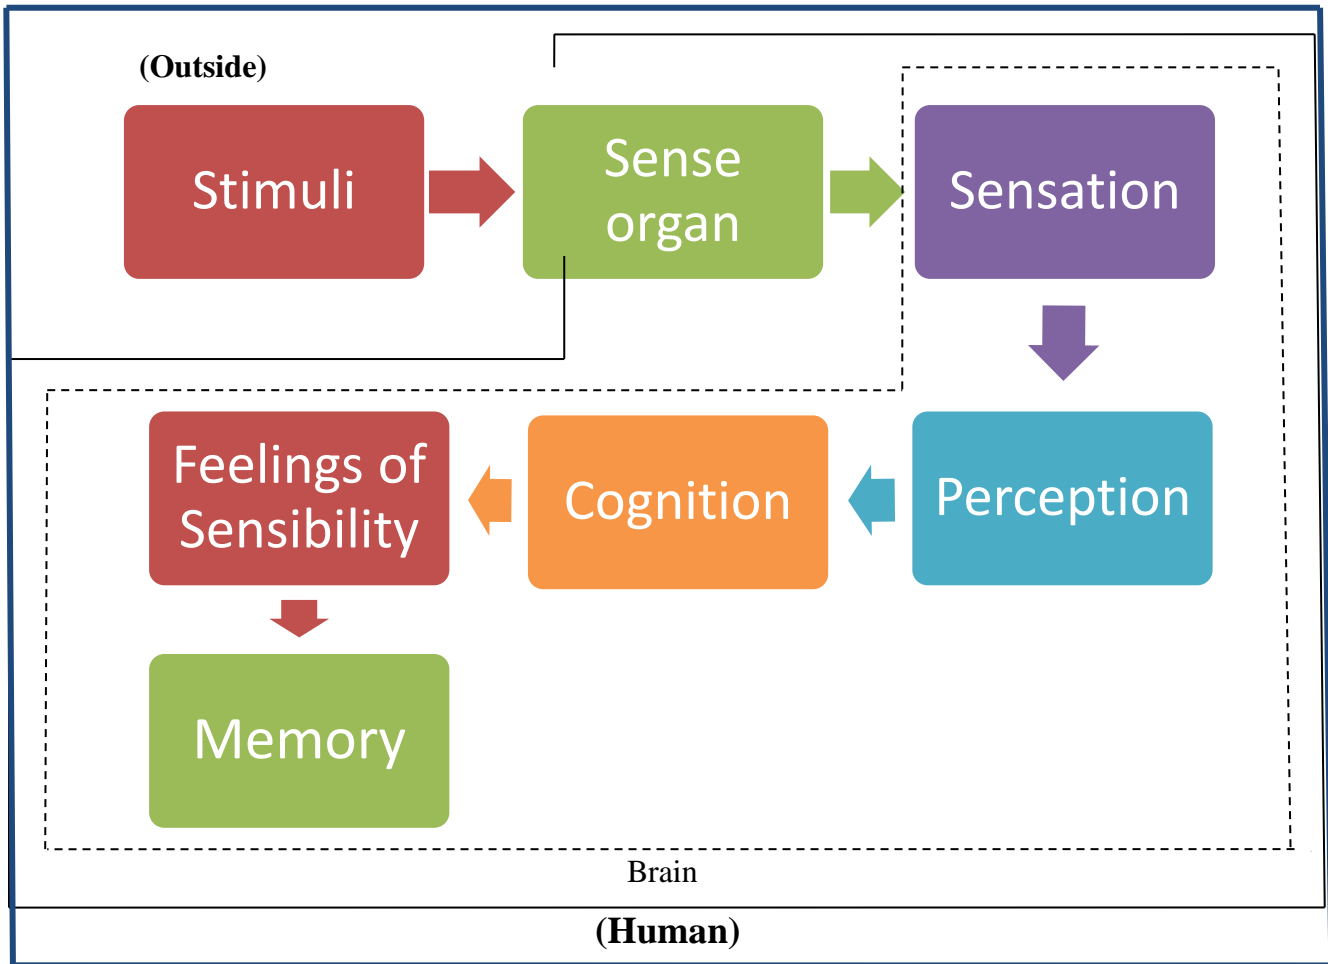 (Outside)
Stimuli
Sense
organ
Sensation
Feelings of
Sensibility
Cognition
Perception
Memory
Brain
(Human)